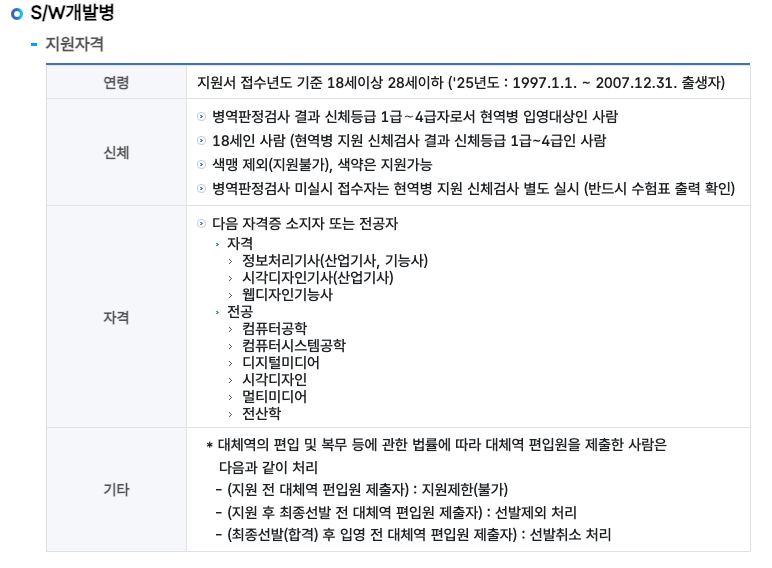 S/W개발병
지원자격
연령
지원서 접수년도 기준 18세이상 28세이하 ('25년도 : 1997.1.1. ~ 2007.12.31. 출생자)
신체
병역판정검사 결과 신체등급 1급~4급자로서 현역병 입영대상인 사람
18세인 사람 (현역병 지원 신체검사 결과 신체등급 1급~4급인 사람
색맹 제외(지원불가), 색약은 지원가능
병역판정검사 미실시 접수자는 현역병 지원 신체검사 별도 실시 (반드시 수험표 출력 확인)
자격
다음 자격증 소지자 또는 전공자
자격
정보처리기사(산업기사, 기능사)
시각디자인기사(산업기사)
웹디자인기능사
전공
컴퓨터공학
컴퓨터시스템공학
디지털미디어
시각디자인
멀티미디어
전산학
기타
* 대체역의 편입 및 복무 등에 관한 법률에 따라 대체역 편입원을 제출한 사람은
다음과 같이 처리
- (지원 전 대체역 편입원 제출자) : 지원제한(불가)
- (지원 후 최종선발 전 대체역 편입원 제출자) : 선발제외 처리
- (최종선발(합격) 후 입영 전 대체역 편입원 제출자) : 선발취소 처리